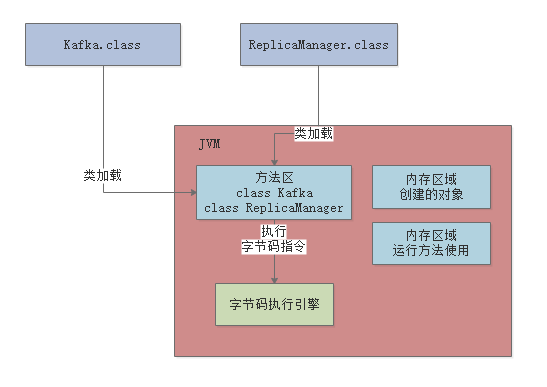 Kafka.class
ReplicaManager.class
类加载
JVM
类加载
方法区
class Kafka
class ReplicaManager
内存区域
创建的对象
执行
字节码指令
内存区域
运行方法使用
字节码执行引擎